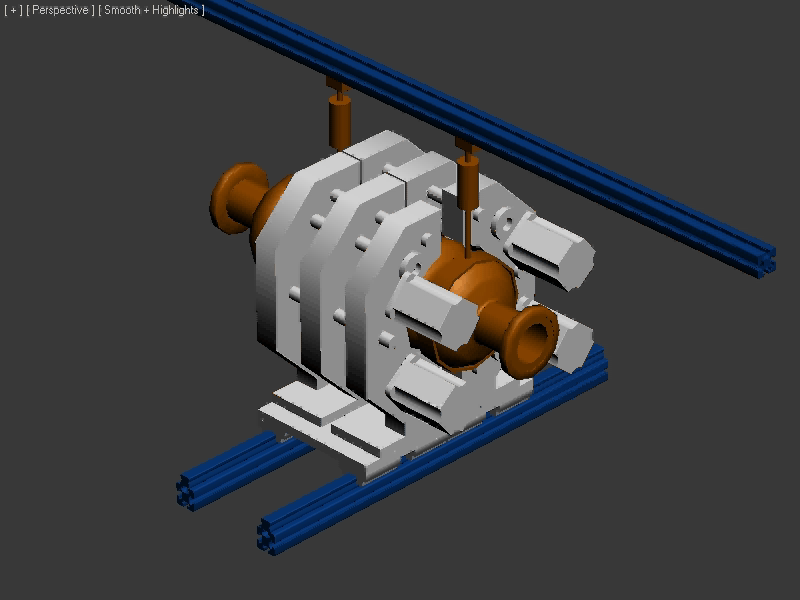 [ + ] [ Perspective ] [ Smooth + Highlights ]